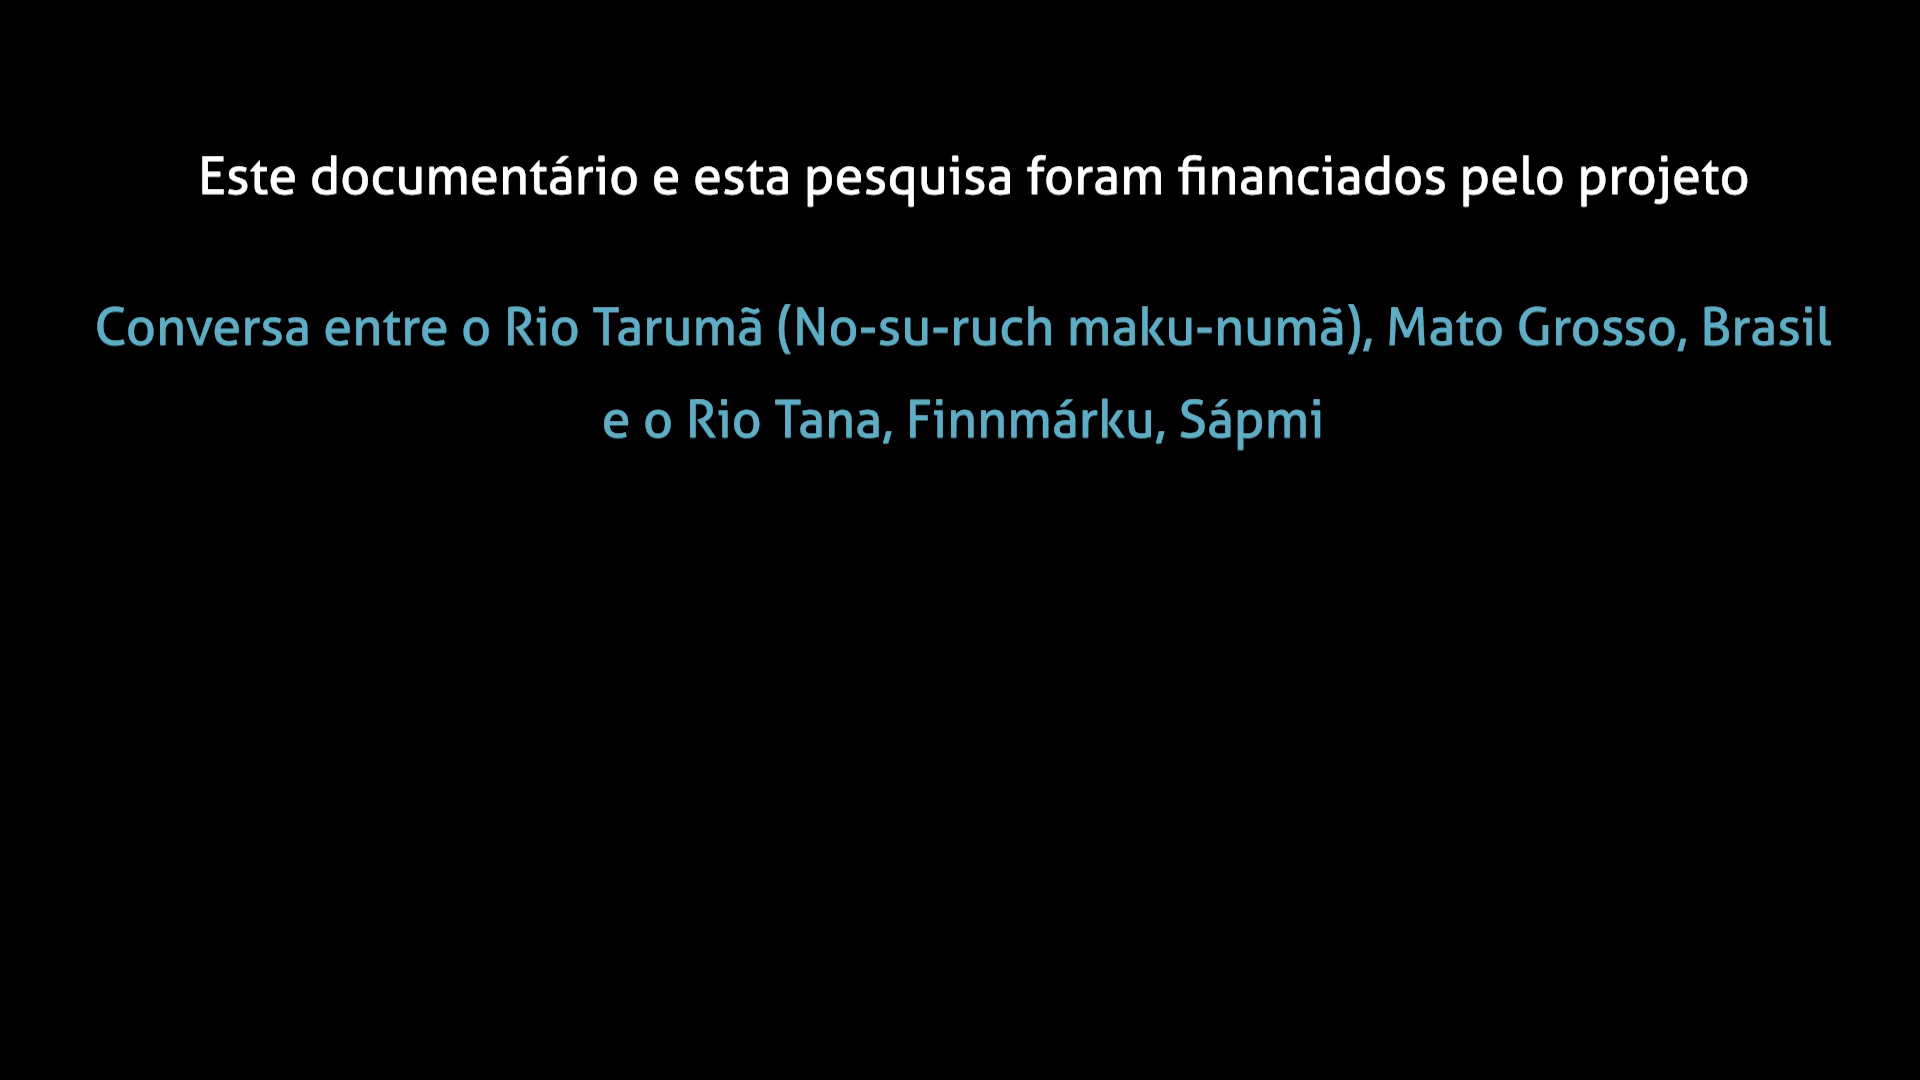 Este documentário e esta pesquisa foram financiados pelo projeto
Conversa entre o Rio Tarumã (No-su-ruch maku-numã), Mato Grosso, Brasil
e o Rio Tana, Finnmárku, Sápmi